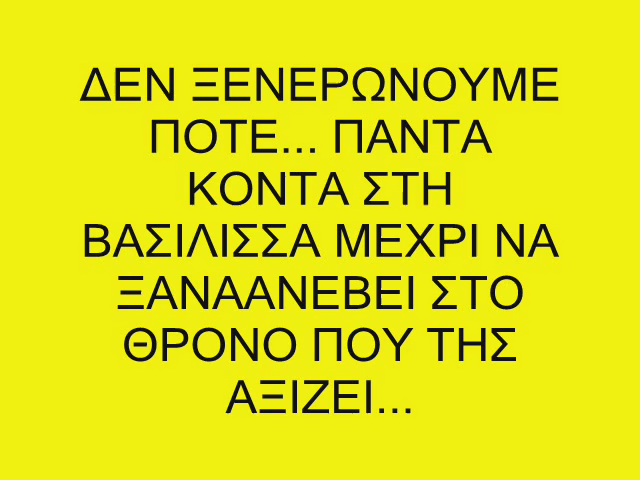 ΔΕΝ ΞΕΝΕΡΩΝΟΥΜΕ
ΠΟΤΕ... ΠΑΝΤΑ
ΚΟΝΤΑ ΣΤΗ
ΒΑΣΙΛΙΣΣΑ ΜΕΧΡΙ ΝΑ
ΞΑΝΑΑΝΕΒΕΙ ΣΤΟ
ΘΡΟΝΟ ΠΟΥ ΤΗΣ
ΑΞΙΖΕΙ...